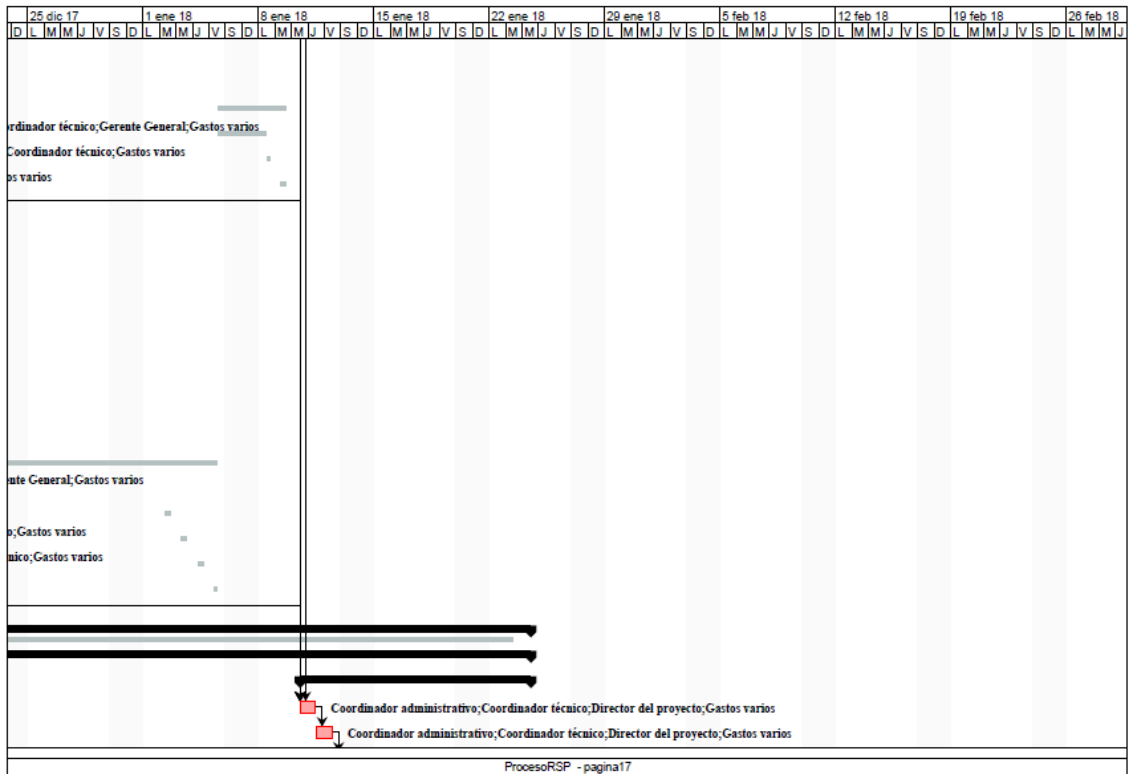 25 dic 17 1 ene 18 8 ene 18 15 ene 18 22 ene 18 29 ene 18 5 feb 18 12 feb 18 19 feb 18 26 feb 18
D L M M J V S D L M M J V S D L M M J V S D L M M J V S D L M M J V S D L M M J V S D L M M J V S D L M M J V S D L M M J V S D L M M J
rdinador técnico;Gerente General;Gastos varios
Coordinador técnico;Gastos varios
os varios
nte General;Gastos varios
o;Gastos varios
nico;Gastos varios
Coordinador administrativo;Coordinador técnico;Director del proyecto;Gastos varios
Coordinador administrativo;Coordinador técnico;Director del proyecto;Gastos varios
ProcesoRSP - pagina17